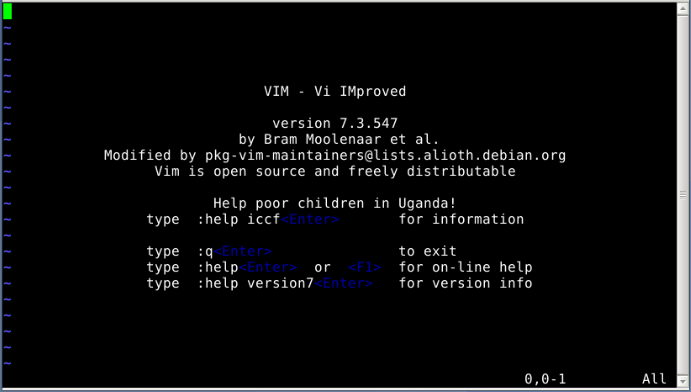 ~
~
~
~
~
VIM - Vi IMproved
~
~
version 7.3.547
~
by Bram Moolenaar et al.
~
Modified by pkg-vim-maintainers@lists.alioth.debian.org
~
Vim is open source and freely distributable
~
~
Help poor children in Uganda!
~
type :help iccf<Enter> for information
~
~
type :q<Enter> to exit
~
type :help<Enter> or <F1> for on-line help
~
type :help version7<Enter> for version info
~
~
~
~
~
~
0,0-1 All